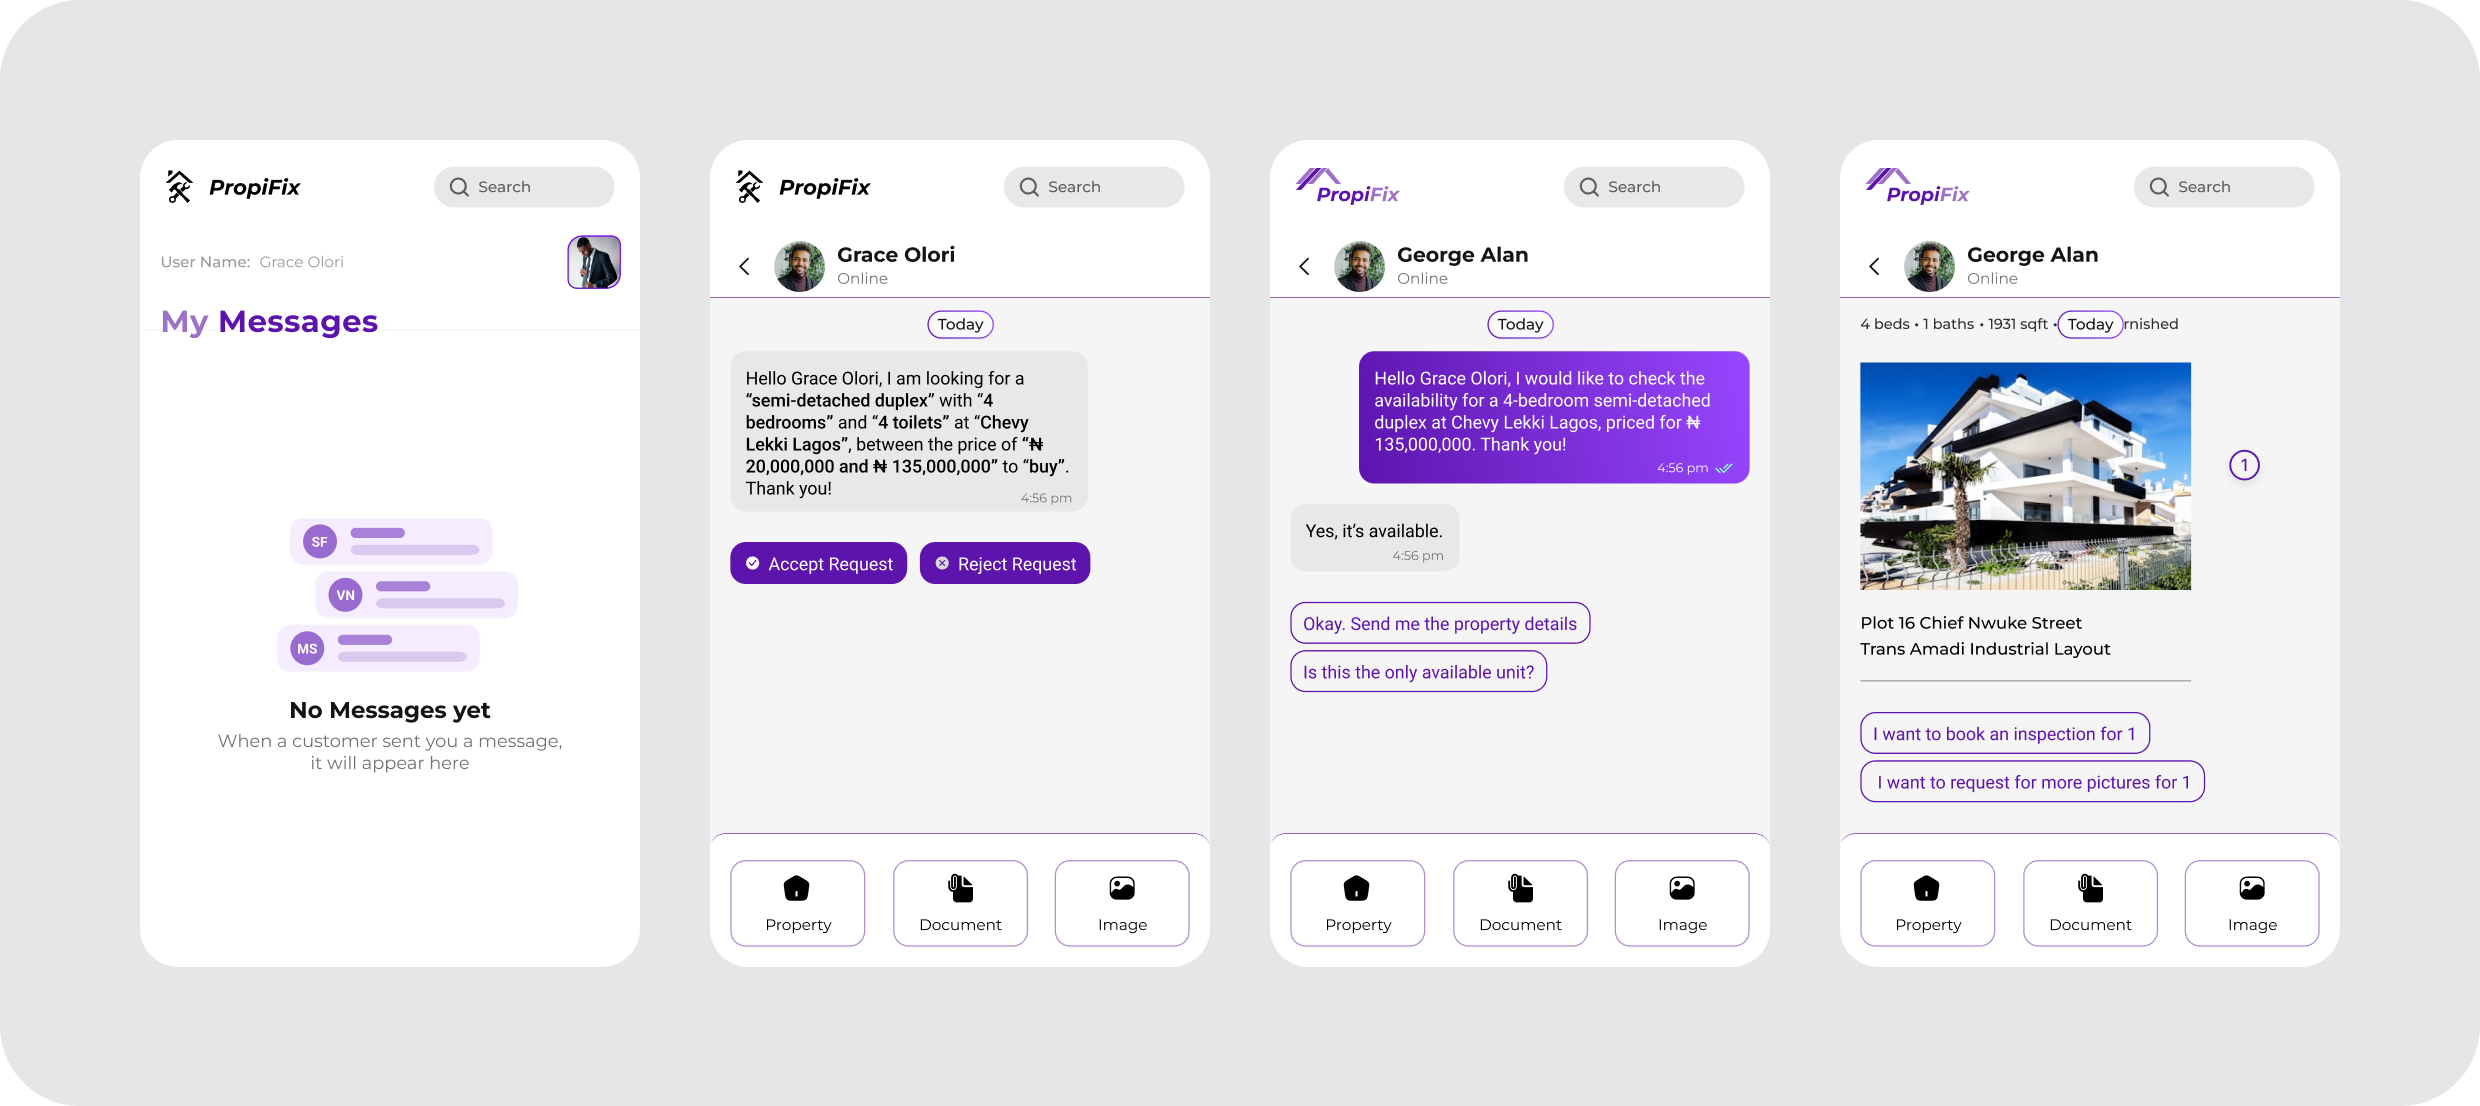 PropiFix
Search
User Name: Grace Olori
My Messages
SF
VN
MS
No Messages yet
When a customer sent you a message,
it will appear here
PropiFix
Search
Grace Olori
Online
Today
Hello Grace Olori, I am looking for a
“semi-detached duplex” with “4
bedrooms” and “4 toilets” at “Chevy
Lekki Lagos”, between the price of “₦
20,000,000 and ₦ 135,000,000” to “buy”.
Thank you!
4:56 pm
Accept Request
Reject Request
Property
Document
Image
PropiFix
Search
George Alan
Online
Today
Hello Grace Olori, I would like to check the
availability for a 4-bedroom semi-detached
duplex at Chevy Lekki Lagos, priced for ₦
135,000,000. Thank you!
4:56 pm
Yes, it’s available.
4:56 pm
Okay. Send me the property details
Is this the only available unit?
Property
Document
Image
PropiFix
Search
George Alan
Online
4 beds • 1 baths • 1931 sqft • Today rnished
1
Plot 16 Chief Nwuke Street
Trans Amadi Industrial Layout
I want to book an inspection for 1
I want to request for more pictures for 1
Property
Document
Image